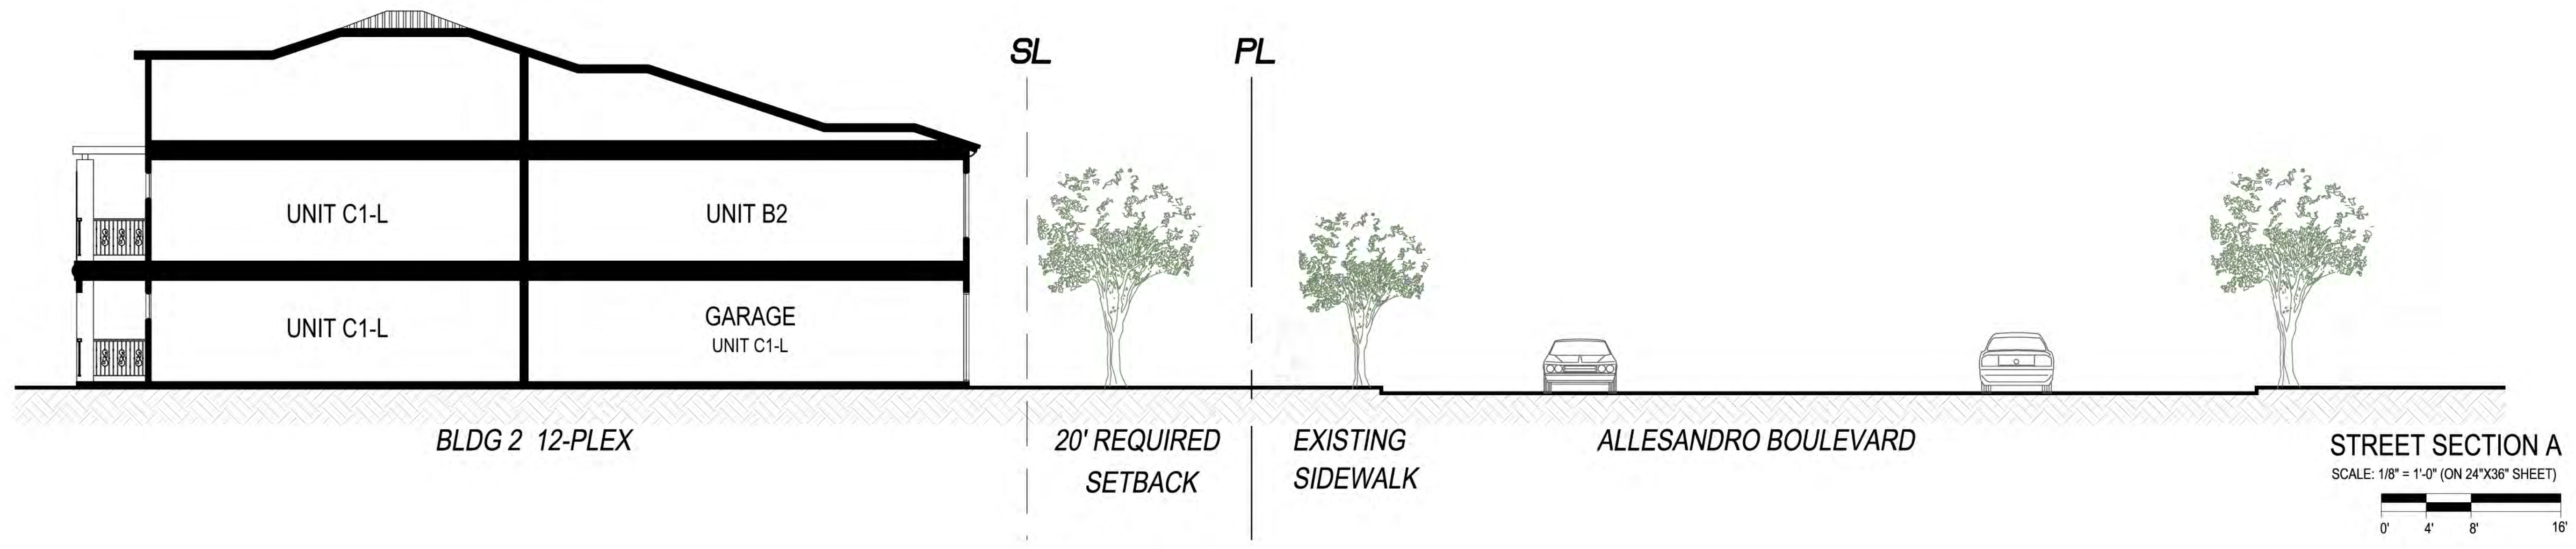 SL
PL
UNIT C1-L
UNIT B2
UNIT C1-L
GARAGE
UNIT C1-L
BLDG 2 12-PLEX
20' REQUIRED
SETBACK
EXISTING
SIDEWALK
ALLESANDRO BOULEVARD
STREET SECTION A
SCALE: 1/8" = 1'-0" (ON 24"X36" SHEET)
0' 4' 8' 16'